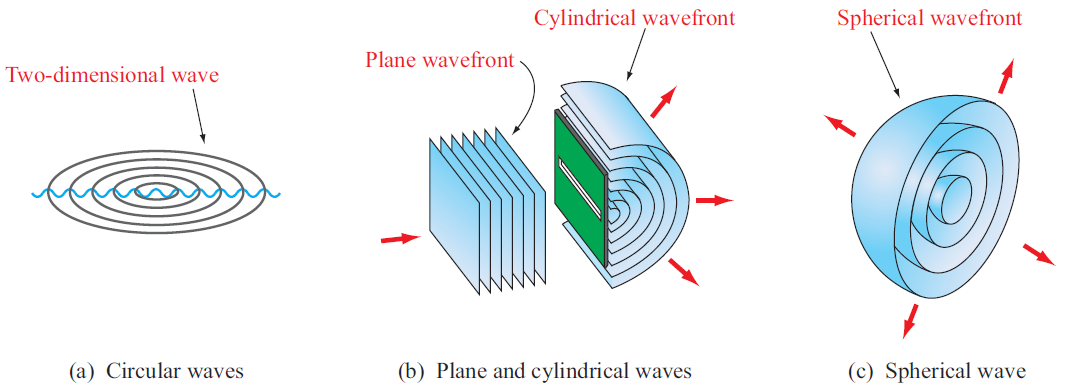 Two-dimensional wave
(a) Circular waves
Plane wavefront
Cylindrical wavefront
(b) Plane and cylindrical waves
Spherical wavefront
(c) Spherical wave